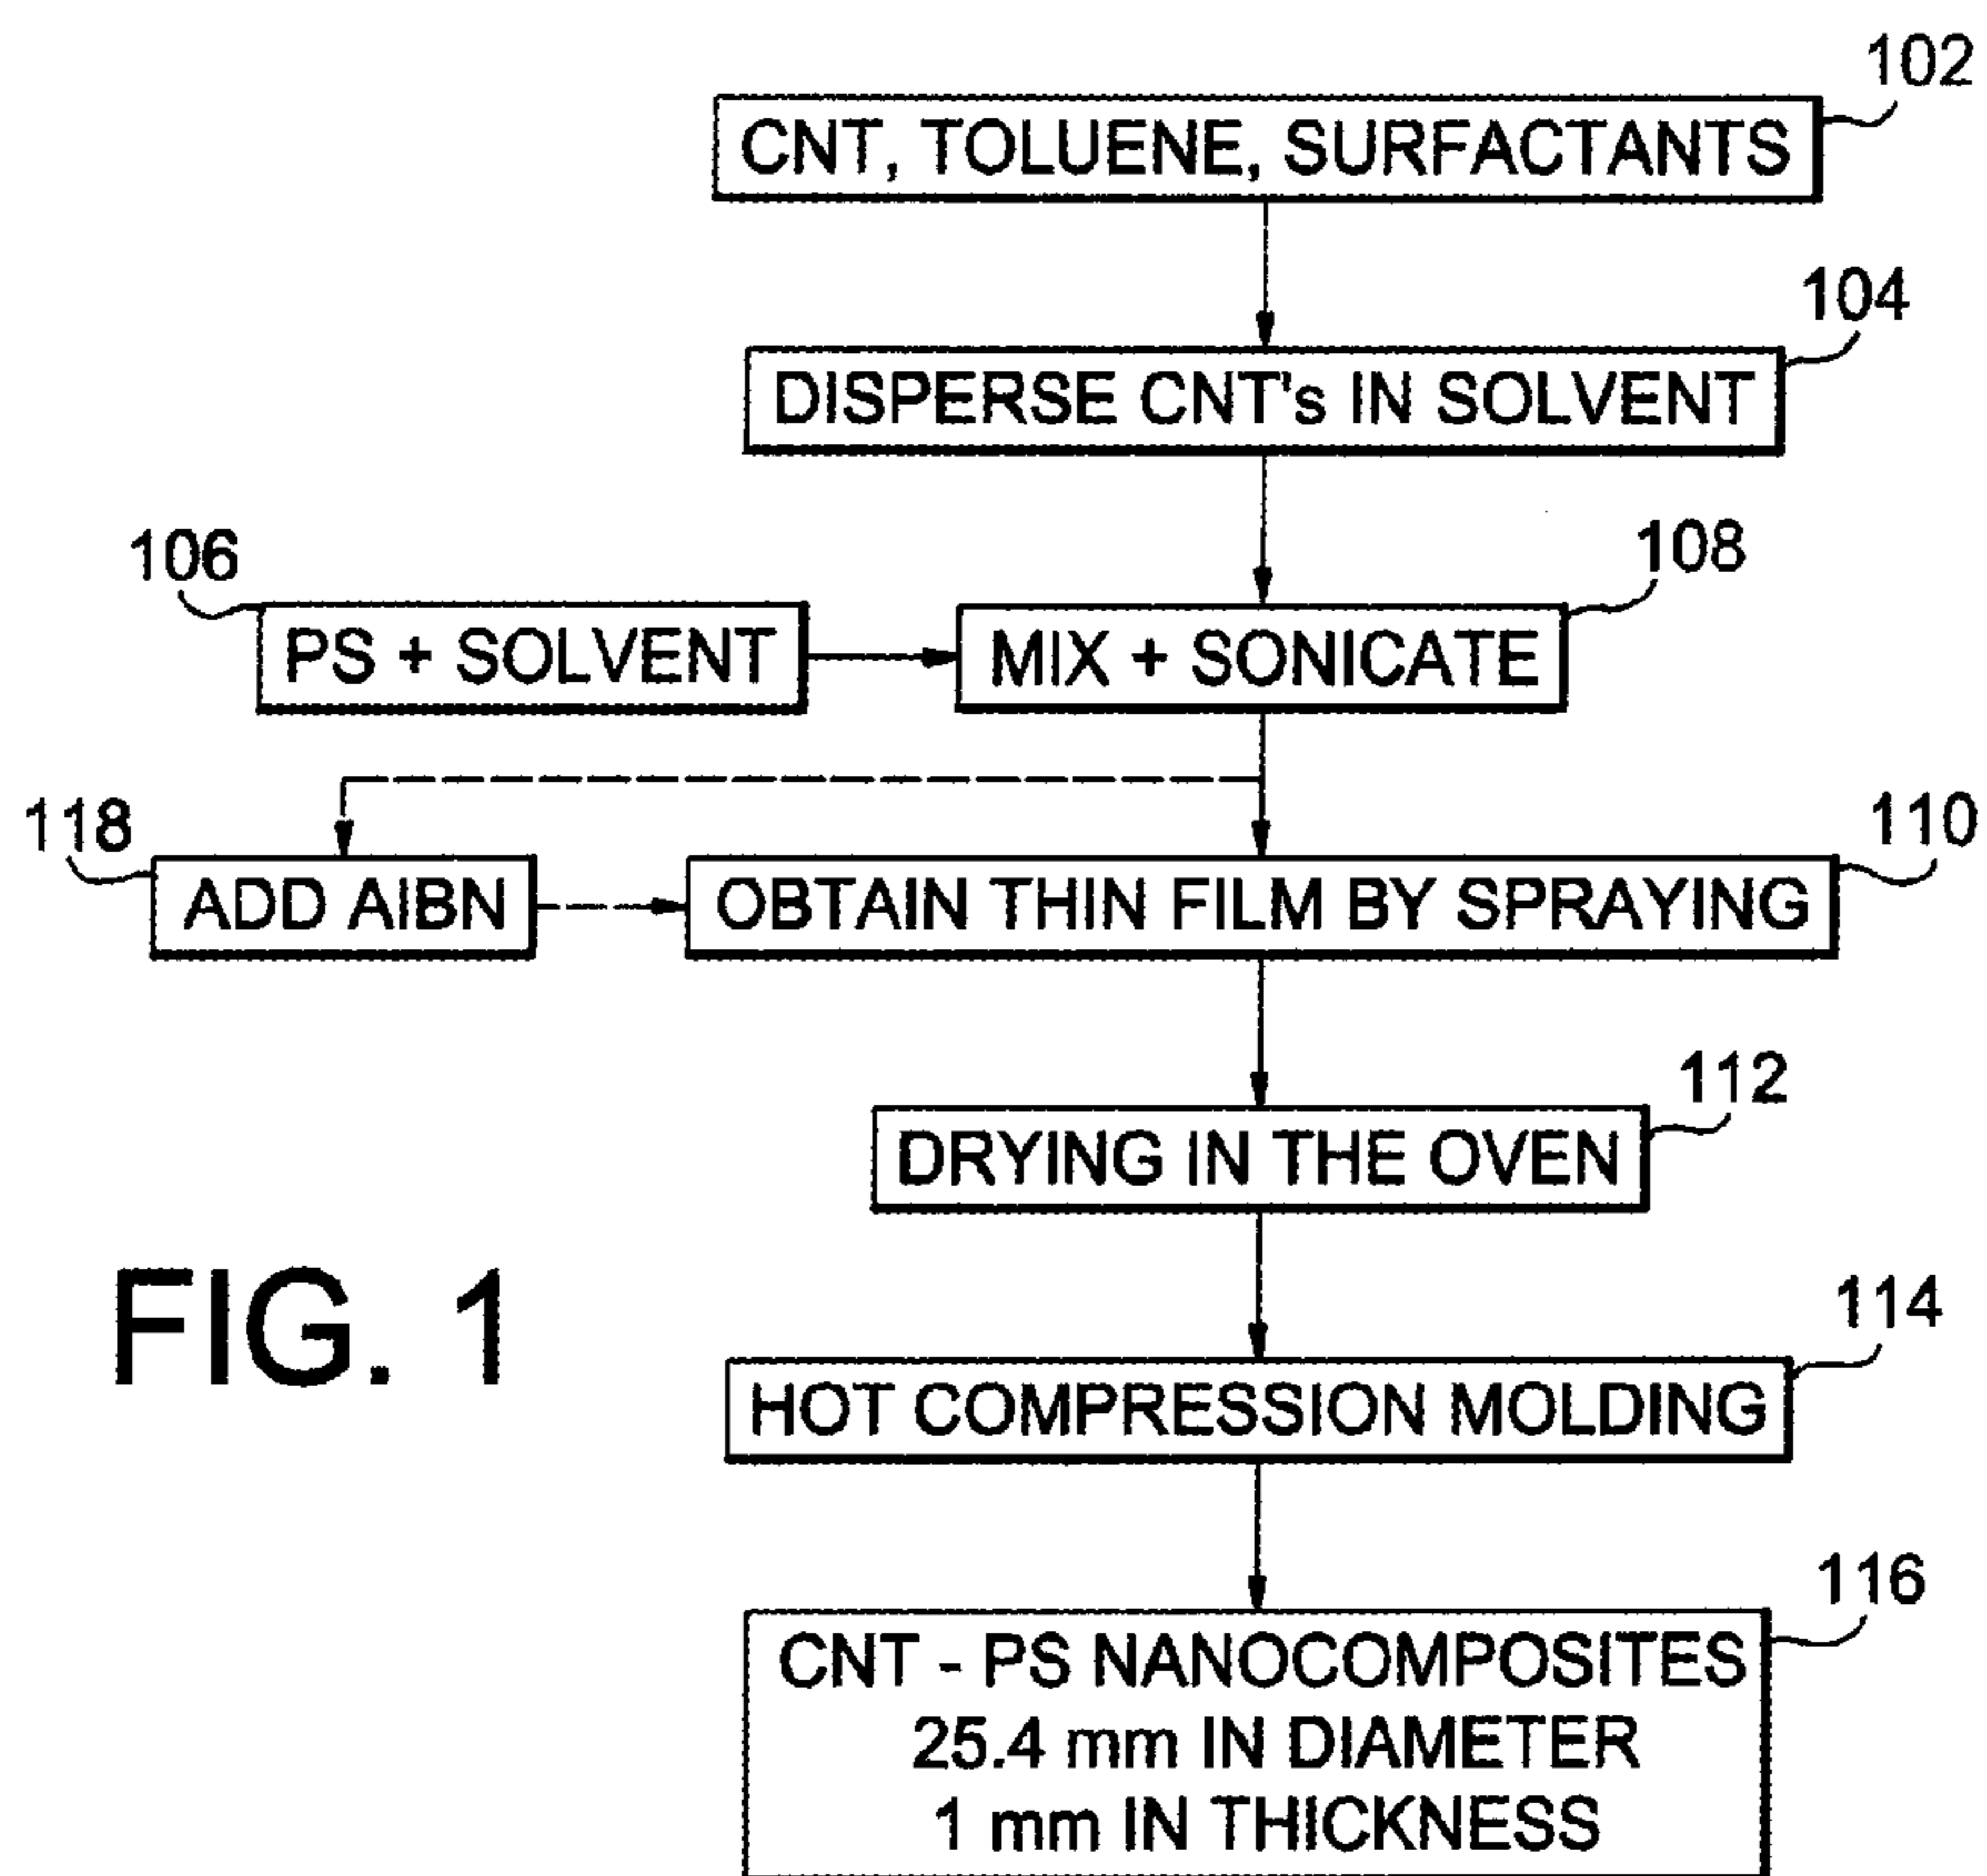 102
CNT, TOLUENE, SURFACTANTS
104
DISPERSE CNT's IN SOLVENT
106
PS + SOLVENT
108
MIX + SONICATE
118
ADD AIBN
110
OBTAIN THIN FILM BY SPRAYING
112
DRYING IN THE OVEN
FIG. 1
114
HOT COMPRESSION MOLDING
116
CNT - PS NANOCOMPOSITES
25.4 mm IN DIAMETER
1 mm IN THICKNESS